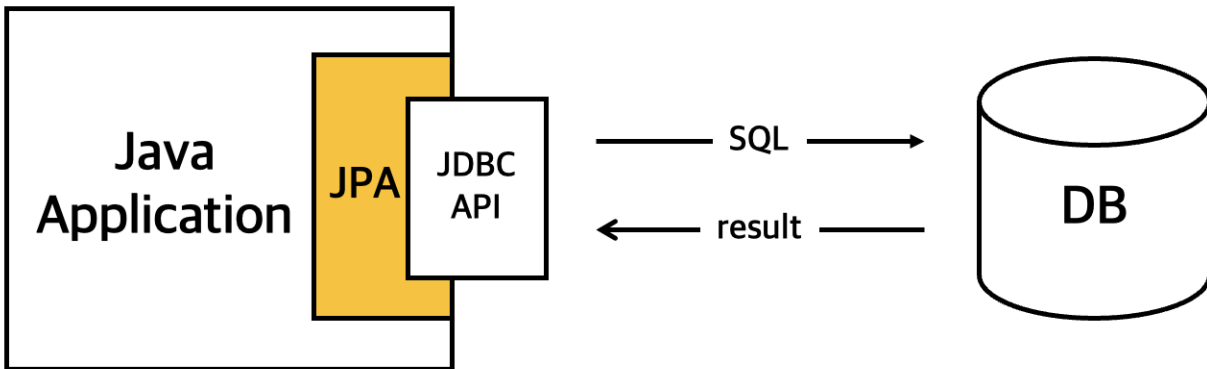 Java
Application
JPA
JDBC
API
SQL
result
DB